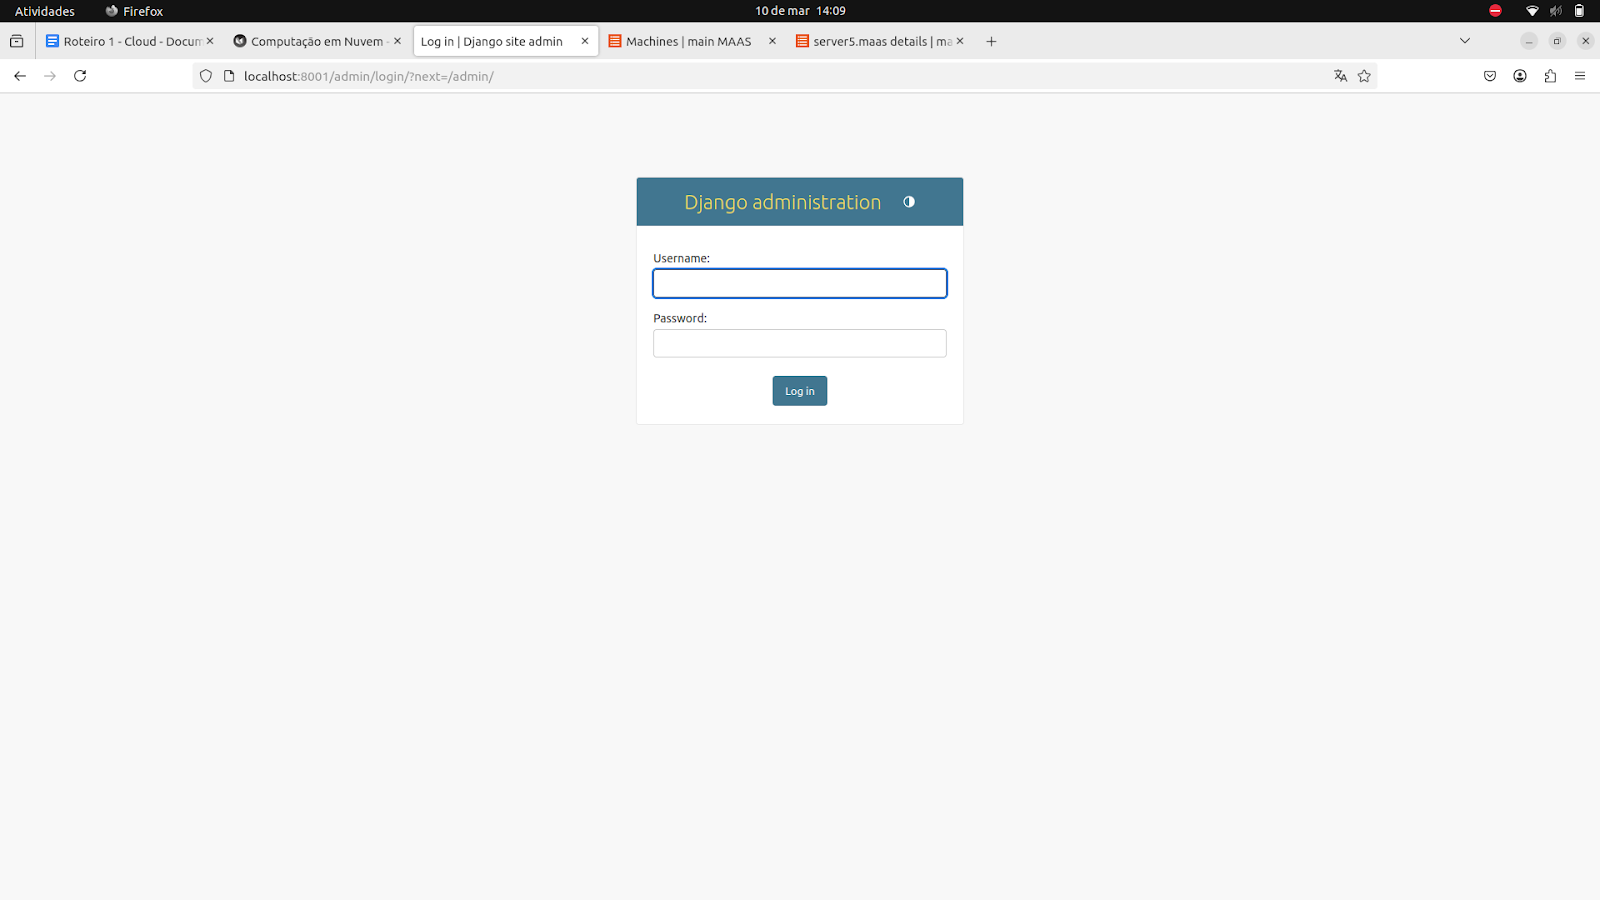 Atividades
Firefox
10 de mar 14:09
Roteiro 1 - Cloud - Docum
Computação em Nuvem -
Log in | Django site admin
Machines | main MAAS
server5.maas details | ma
localhost:8001/admin/login/?next=/admin/
Django administration
Username:
Password:
Log in